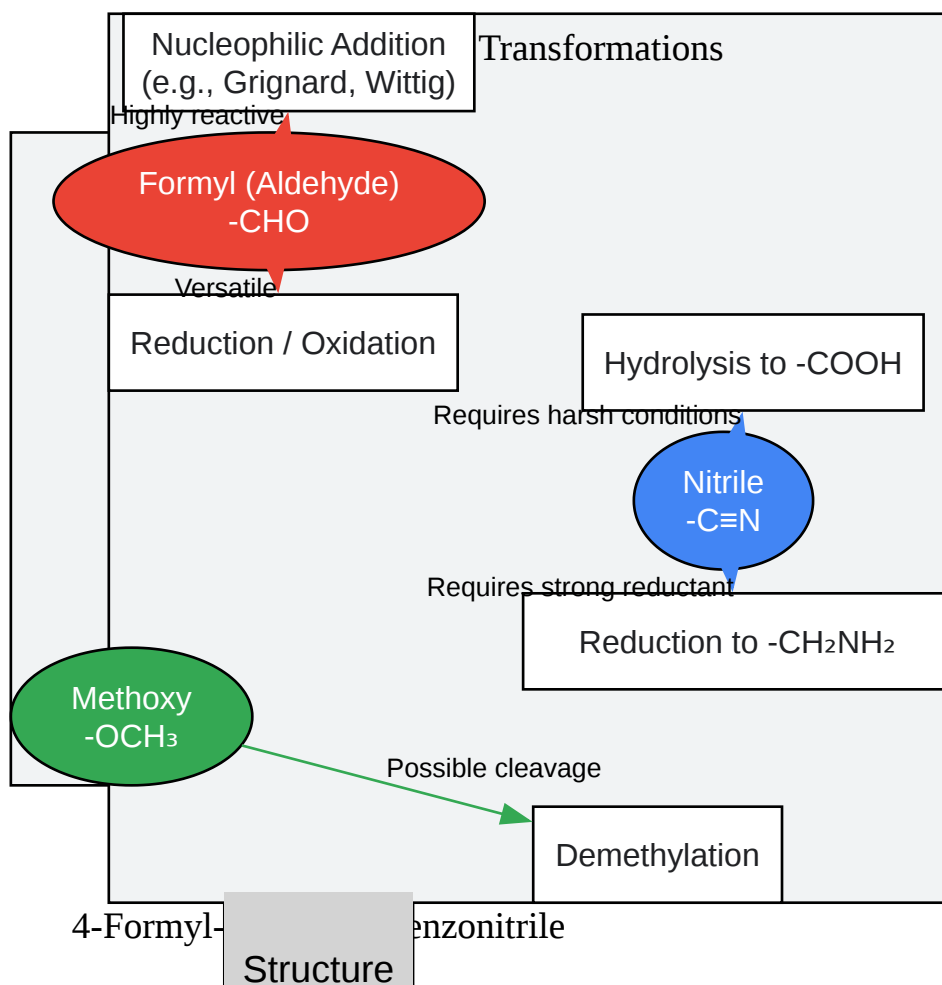 Nucleophilic Addition
(e.g., Grignard, Wittig)
Transformations
Highly reactive
Formyl (Aldehyde)
-CHO
Versatile
Reduction / Oxidation
Hydrolysis to -COOH
Requires harsh conditions
Nitrile
-C≡N
Requires strong reductant
Reduction to -CH₂NH₂
Methoxy
-OCH₃
Possible cleavage
Demethylation
4-Formyl- enzonitrile
Structure